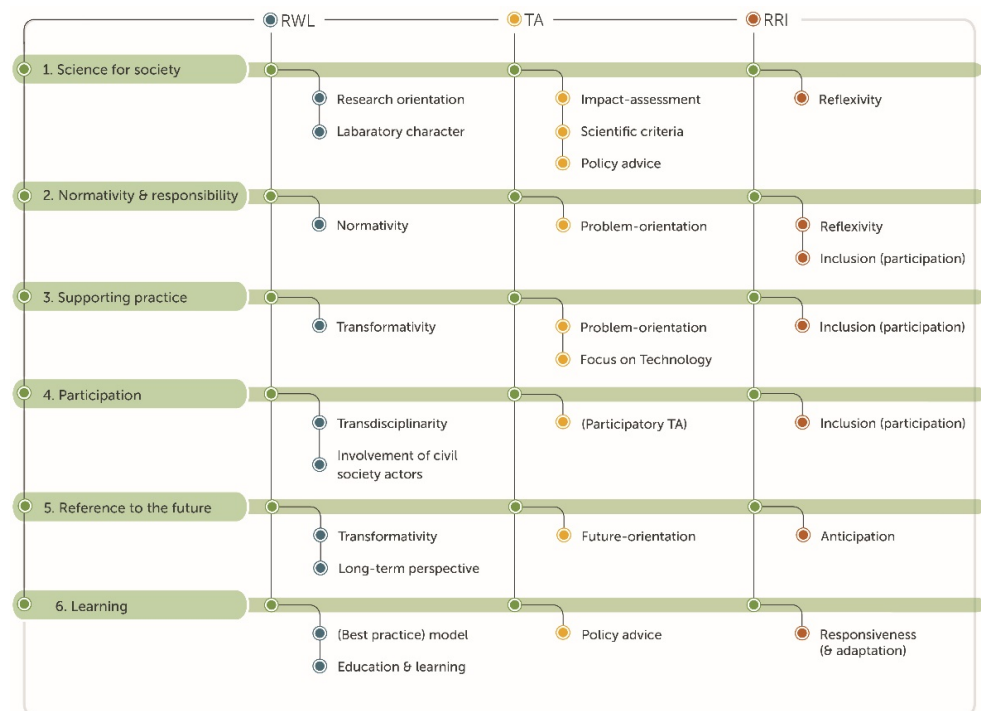 RWL TA RRI
1. Science for society
Research orientation Impact-assessment Reflexivity
Labaratory character Scientific criteria
Policy advice
2. Normativity & responsibility
Normativity Problem-orientation Reflexivity
Inclusion (participation)
3. Supporting practice
Transformativity Problem-orientation Inclusion (participation)
Focus on Technology
4. Participation
Transdisciplinarity (Participatory TA) Inclusion (participation)
Involvement of civil
society actors
5. Reference to the future
Transformativity Future-orientation Anticipation
Long-term perspective
6. Learning
(Best practice) model Policy advice Responsiveness
(& adaptation)
Education & learning